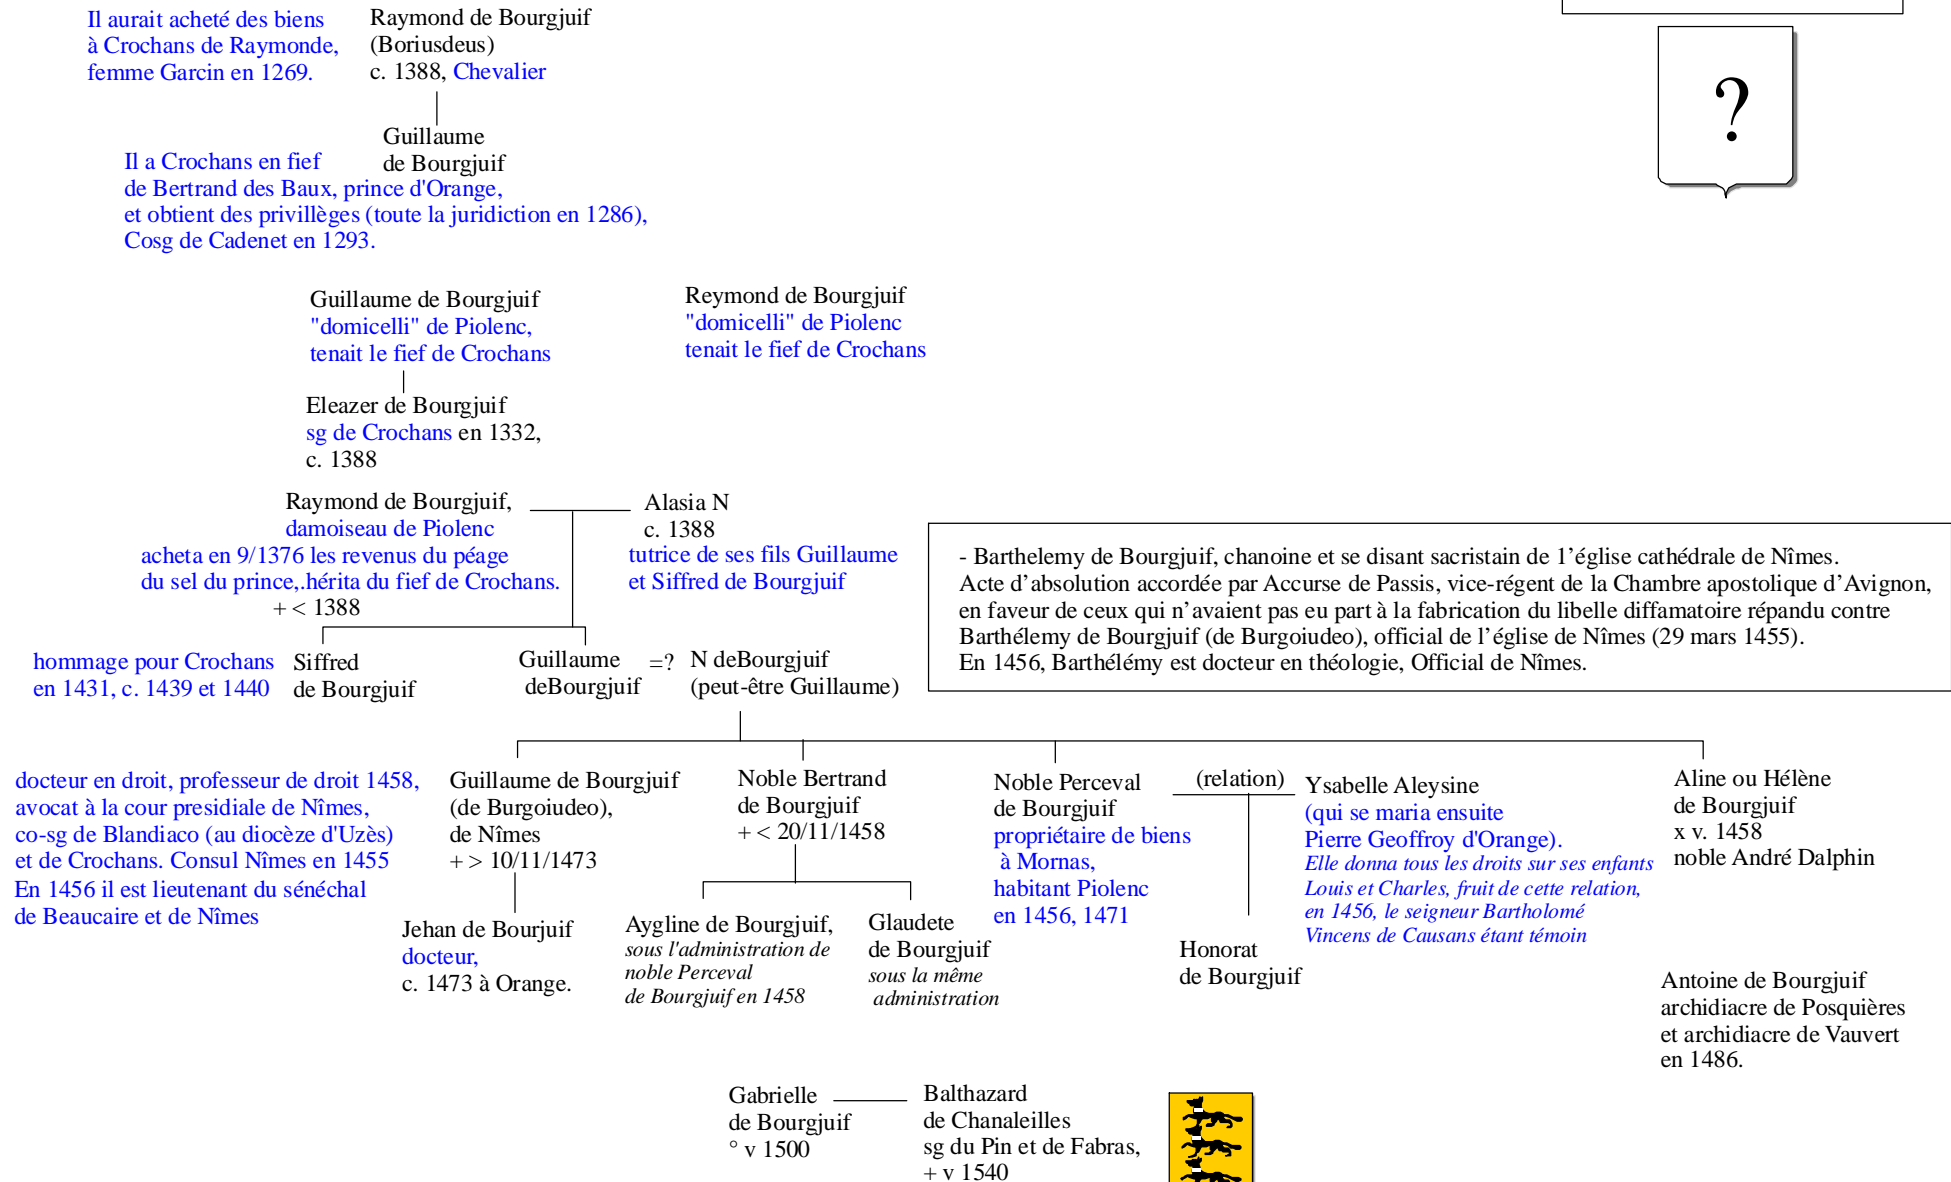 Il aurait acheté des biens
à Crochans de Raymonde,
femme Garcin en 1269.
Raymond de Bourgjuif
(Boriusdeus)
c. 1388, Chevalier
?
Guillaume
de Bourgjuif
Il a Crochans en fief
de Bertrand des Baux, prince d'Orange,
et obtient des privillèges (toute la juridiction en 1286),
Cosg de Cadenet en 1293.
Guillaume de Bourgjuif
"domicelli" de Piolenc,
tenait le fief de Crochans
Reymond de Bourgjuif
"domicelli" de Piolenc
tenait le fief de Crochans
Eleazer de Bourgjuif
sg de Crochans en 1332,
c. 1388
Raymond de Bourgjuif,
damoiseau de Piolenc
acheta en 9/1376 les revenus du péage
du sel du prince,.hérita du fief de Crochans.
+ < 1388
Alasia N
c. 1388
tutrice de ses fils Guillaume
et Siffred de Bourgjuif
- Barthelemy de Bourgjuif, chanoine et se disant sacristain de l’église cathédrale de Nîmes.
Acte d’absolution accordée par Accurse de Passis, vice-régent de la Chambre apostolique d’Avignon,
en faveur de ceux qui n’avaient pas eu part à la fabrication du libelle diffamatoire répandu contre
Barthélemy de Bourgjuif (de Burgoiudeo), official de l’église de Nîmes (29 mars 1455).
En 1456, Barthélémy est docteur en théologie, Official de Nîmes.
hommage pour Crochans
en 1431, c. 1439 et 1440
Siffred
de Bourgjuif
Guillaume
deBourgjuif
=?
N deBourgjuif
(peut-être Guillaume)
docteur en droit, professeur de droit 1458,
avocat à la cour presidiale de Nîmes,
co-sg de Blandiaco (au diocèze d'Uzès)
et de Crochans. Consul Nîmes en 1455
En 1456 il est lieutenant du sénéchal
de Beaucaire et de Nîmes
Guillaume de Bourgjuif
(de Burgoiudeo),
de Nîmes
+ > 10/11/1473
Noble Bertrand
de Bourgjuif
+ < 20/11/1458
Noble Perceval
de Bourgjuif
propriétaire de biens
à Mornas,
habitant Piolenc
en 1456, 1471
(relation)
Ysabelle Aleysine
(qui se maria ensuite
Pierre Geoffroy d'Orange).
Elle donna tous les droits sur ses enfants
Louis et Charles, fruit de cette relation,
en 1456, le seigneur Bartholomé
Vincens de Causans étant témoin
Aline ou Hélène
de Bourgjuif
x v. 1458
noble André Dalphin
Jehan de Bourjuif
docteur,
c. 1473 à Orange.
Aygline de Bourgjuif,
sous l'administration de
noble Perceval
de Bourgjuif en 1458
Glaudete
de Bourgjuif
sous la même
administration
Honorat
de Bourgjuif
Antoine de Bourgjuif
archidiacre de Posquières
et archidiacre de Vauvert
en 1486.
Gabrielle
de Bourgjuif
° v 1500
Balthazard
de Chanaleilles
sg du Pin et de Fabras,
+ v 1540